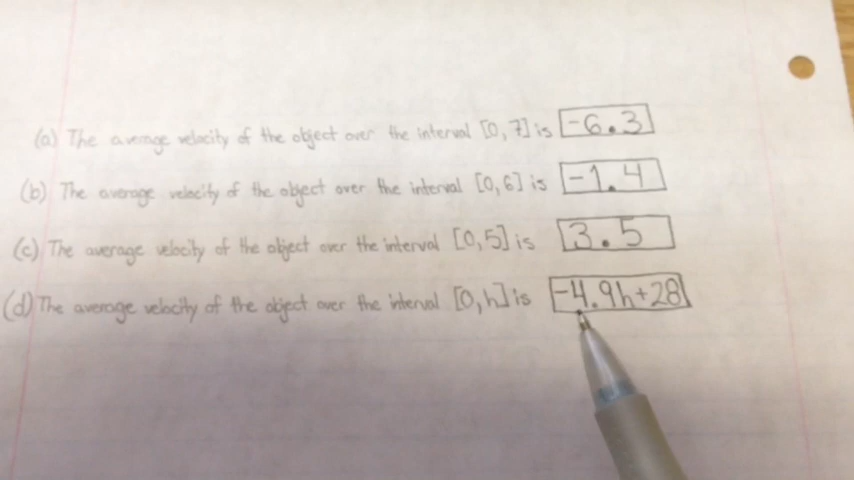 (a) The average velocity of the object over the interval [0, 7] is -6.3
(b) The average velocity of the object over the interval [0,6] is -1.4
(c) The average velocity of the object over the interval [0,5] is 3.5
(d) The average velocity of the object over the interval [0,h] is -4.9h+28